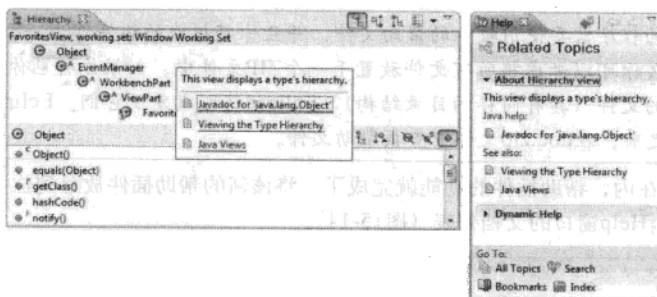 Hierarchy
FavoritesView, working set: Window Working Set
Object
EventManager
WorkbenchPart
ViewPart
Favorit
This view displays a type's hierarchy.
Javadoc for 'java.lang.Object'
Viewing the Type Hierarchy
Java Views
Object
Object()
equals(Object)
getClass()
hashCode()
notify()
Help
Related Topics
About Hierarchy view
This view displays a type's hierarchy.
Java help:
Javadoc for 'java.lang.Object'
See also:
Viewing the Type Hierarchy
Java Views
Dynamic Help
Go To:
All Topics
Search
Bookmarks
Index